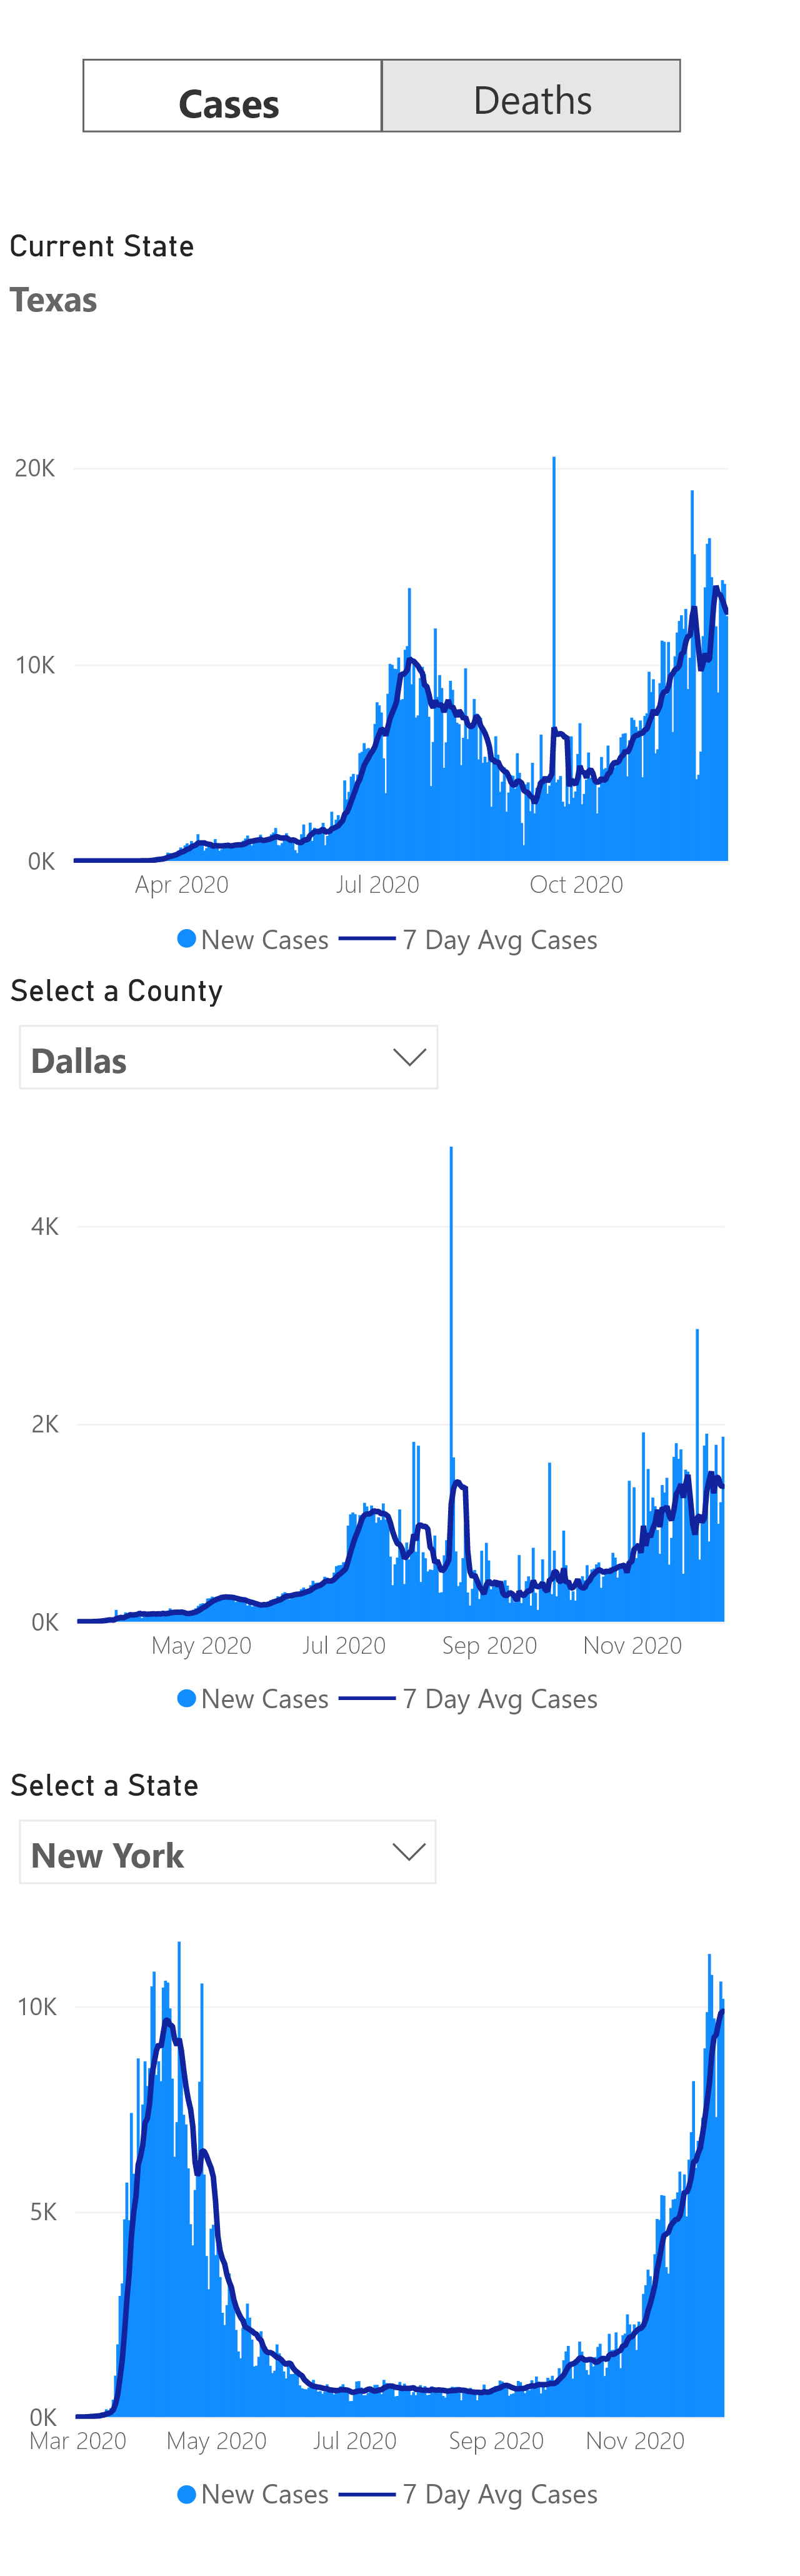 Cases Deaths
Current State
Texas
20K
10K
0K
Apr 2020 Jul 2020 Oct 2020
New Cases 7 Day Avg Cases
Select a County
Dallas
4K
2K
0K
May 2020 Jul 2020 Sep 2020 Nov 2020
New Cases 7 Day Avg Cases
Select a State
New York
10K
5K
0K
Mar 2020 May 2020 Jul 2020 Sep 2020 Nov 2020
New Cases 7 Day Avg Cases